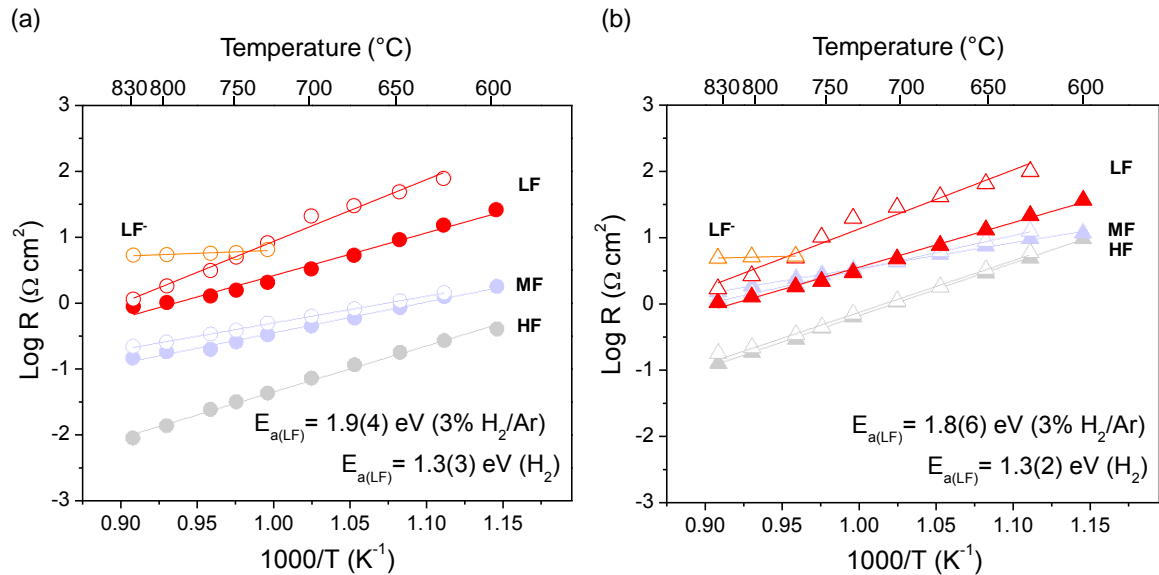 (a)
Temperature (°C)
830 800 750 700 650 600
3
2
1
0
-1
-2
-3
Log R (Ω cm²)
LF
LF⁻
MF
HF
Eₐ(LF)= 1.9(4) eV (3% H₂/Ar)
Eₐ(LF)= 1.3(3) eV (H₂)
0.90 0.95 1.00 1.05 1.10 1.15
1000/T (K⁻¹)
(b)
Temperature (°C)
830 800 750 700 650 600
3
2
1
0
-1
-2
-3
Log R (Ω cm²)
LF
LF⁻
MF
HF
Eₐ(LF)= 1.8(6) eV (3% H₂/Ar)
Eₐ(LF)= 1.3(2) eV (H₂)
0.90 0.95 1.00 1.05 1.10 1.15
1000/T (K⁻¹)